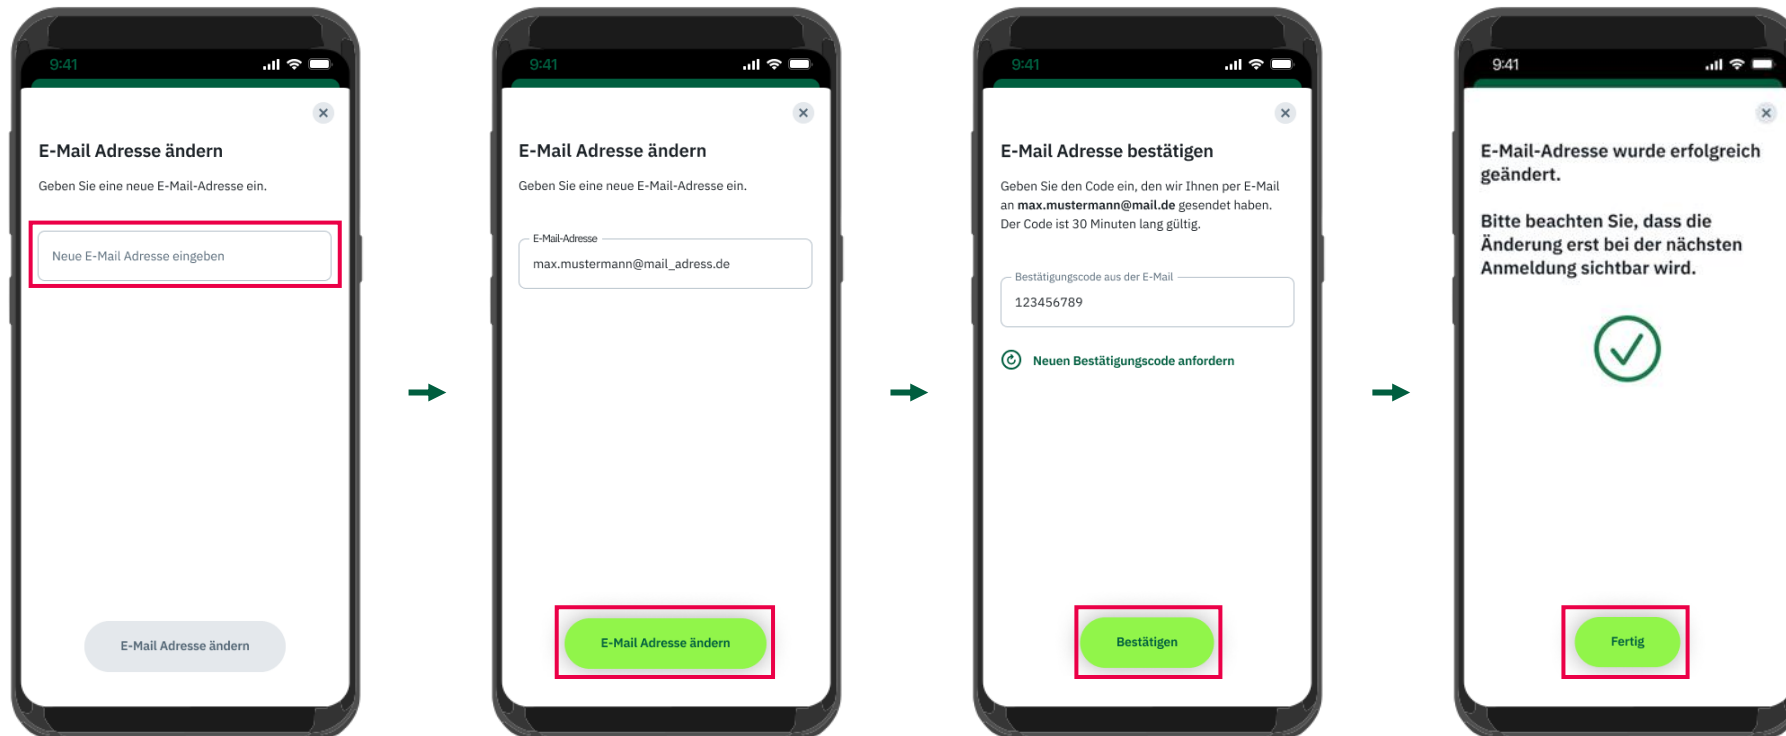 9:41
E-Mail Adresse ändern
Geben Sie eine neue E-Mail-Adresse ein.
Neue E-Mail Adresse eingeben
E-Mail Adresse ändern
9:41
E-Mail Adresse ändern
Geben Sie eine neue E-Mail-Adresse ein.
E-Mail-Adresse
max.mustermann@mail_adress.de
E-Mail Adresse ändern
9:41
E-Mail Adresse bestätigen
Geben Sie den Code ein, den wir Ihnen per E-Mail
an max.mustermann@mail.de gesendet haben.
Der Code ist 30 Minuten lang gültig.
Bestätigungscode aus der E-Mail
123456789
Neuen Bestätigungscode anfordern
Bestätigen
9:41
E-Mail-Adresse wurde erfolgreich
geändert.
Bitte beachten Sie, dass die
Änderung erst bei der nächsten
Anmeldung sichtbar wird.
Fertig